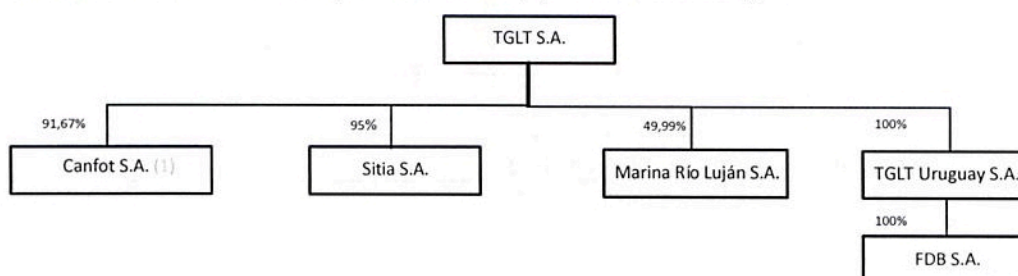 TGLT S.A.
91,67%
95%
49,99%
100%
Canfot S.A. (1)
Sitia S.A.
Marina Río Luján S.A.
TGLT Uruguay S.A.
100%
FDB S.A.